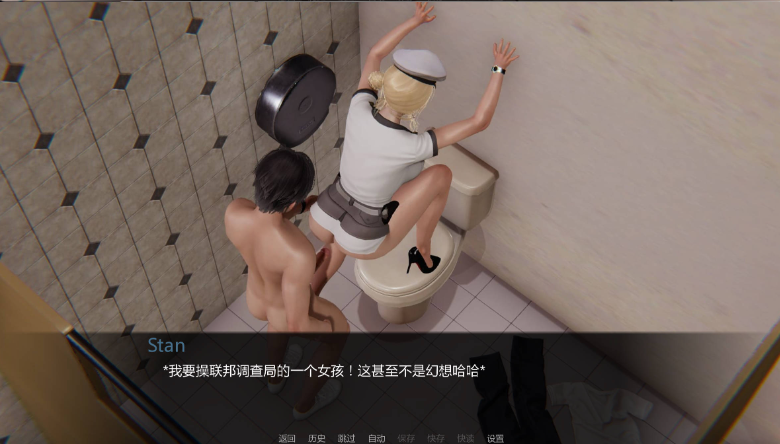 Stan
*我要操联邦调查局的一个女孩！这甚至不是幻想哈哈*
返回 历史 跳过 自动 保存 快存 快读 设置